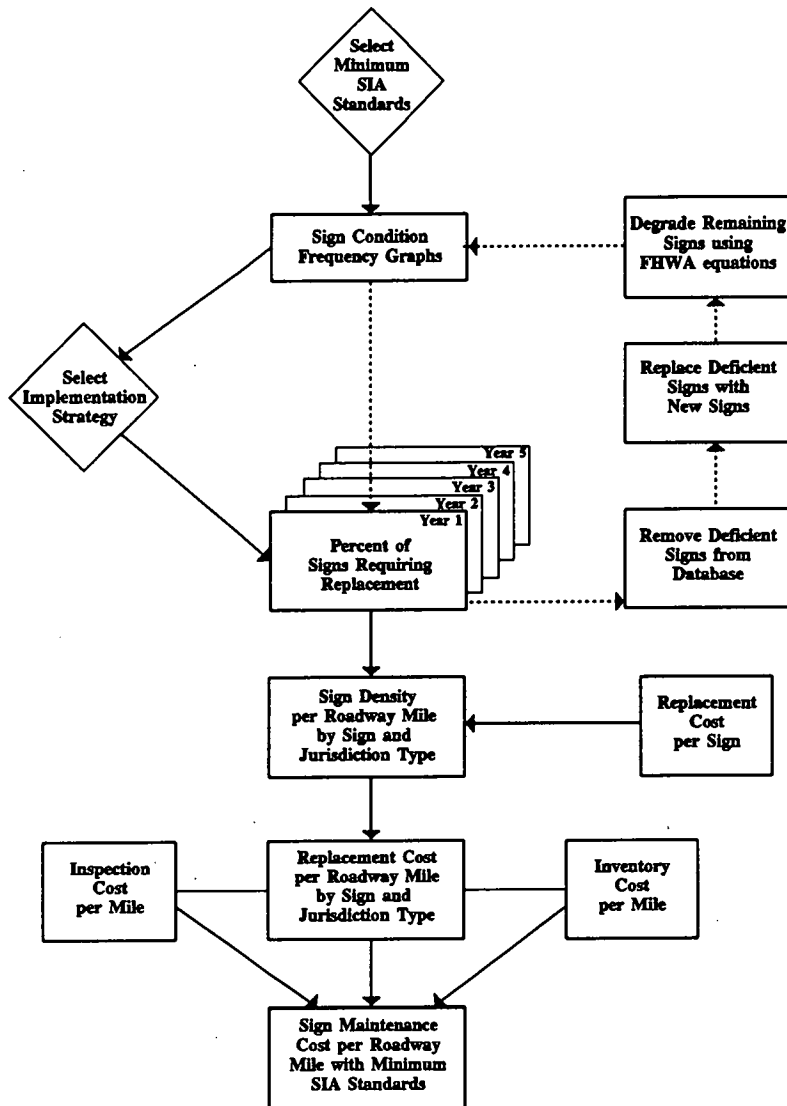 Select
Minimum
SIA
Standards
Sign Condition
Frequency Graphs
Degrade Remaining
Signs using
FHWA equations
Select
Implementation
Strategy
Replace Deficient
Signs with
New Signs
Year 5
Year 4
Year 3
Year 2
Year 1
Percent of
Signs Requiring
Replacement
Remove Deficient
Signs from
Database
Sign Density
per Roadway Mile
by Sign and
Jurisdiction Type
Replacement
Cost
per Sign
Inspection
Cost
per Mile
Replacement Cost
per Roadway Mile
by Sign and
Jurisdiction Type
Inventory
Cost
per Mile
Sign Maintenance
Cost per Roadway
Mile with Minimum
SIA Standards